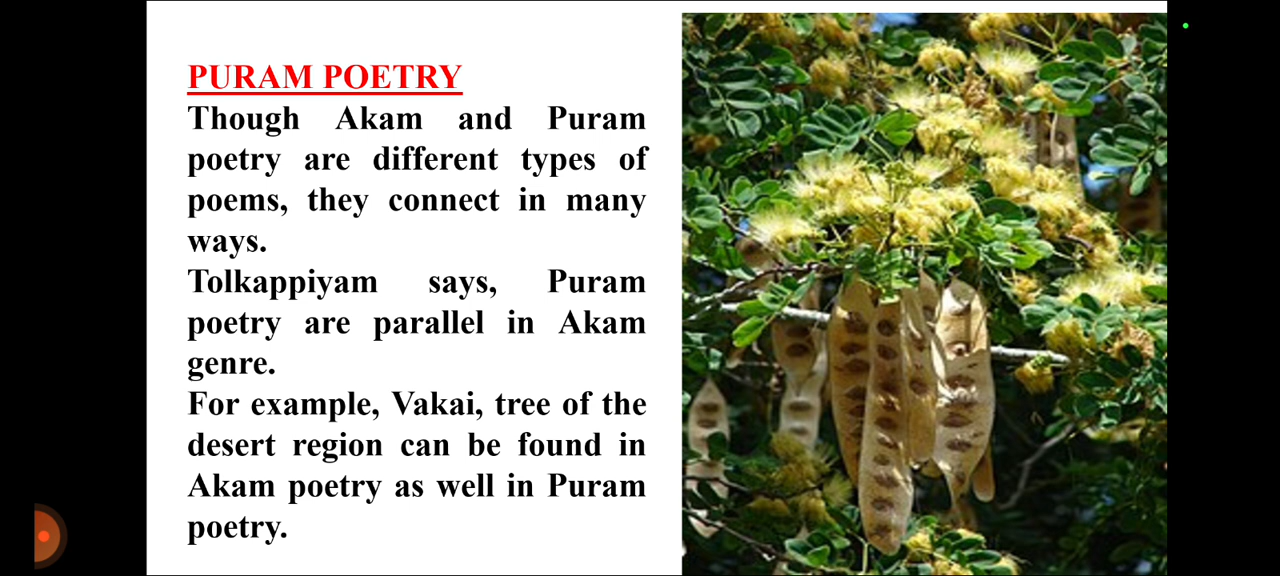 PURAM POETRY
Though Akam and Puram
poetry are different types of
poems, they connect in many
ways.
Tolkappiyam says, Puram
poetry are parallel in Akam
genre.
For example, Vakai, tree of the
desert region can be found in
Akam poetry as well in Puram
poetry.